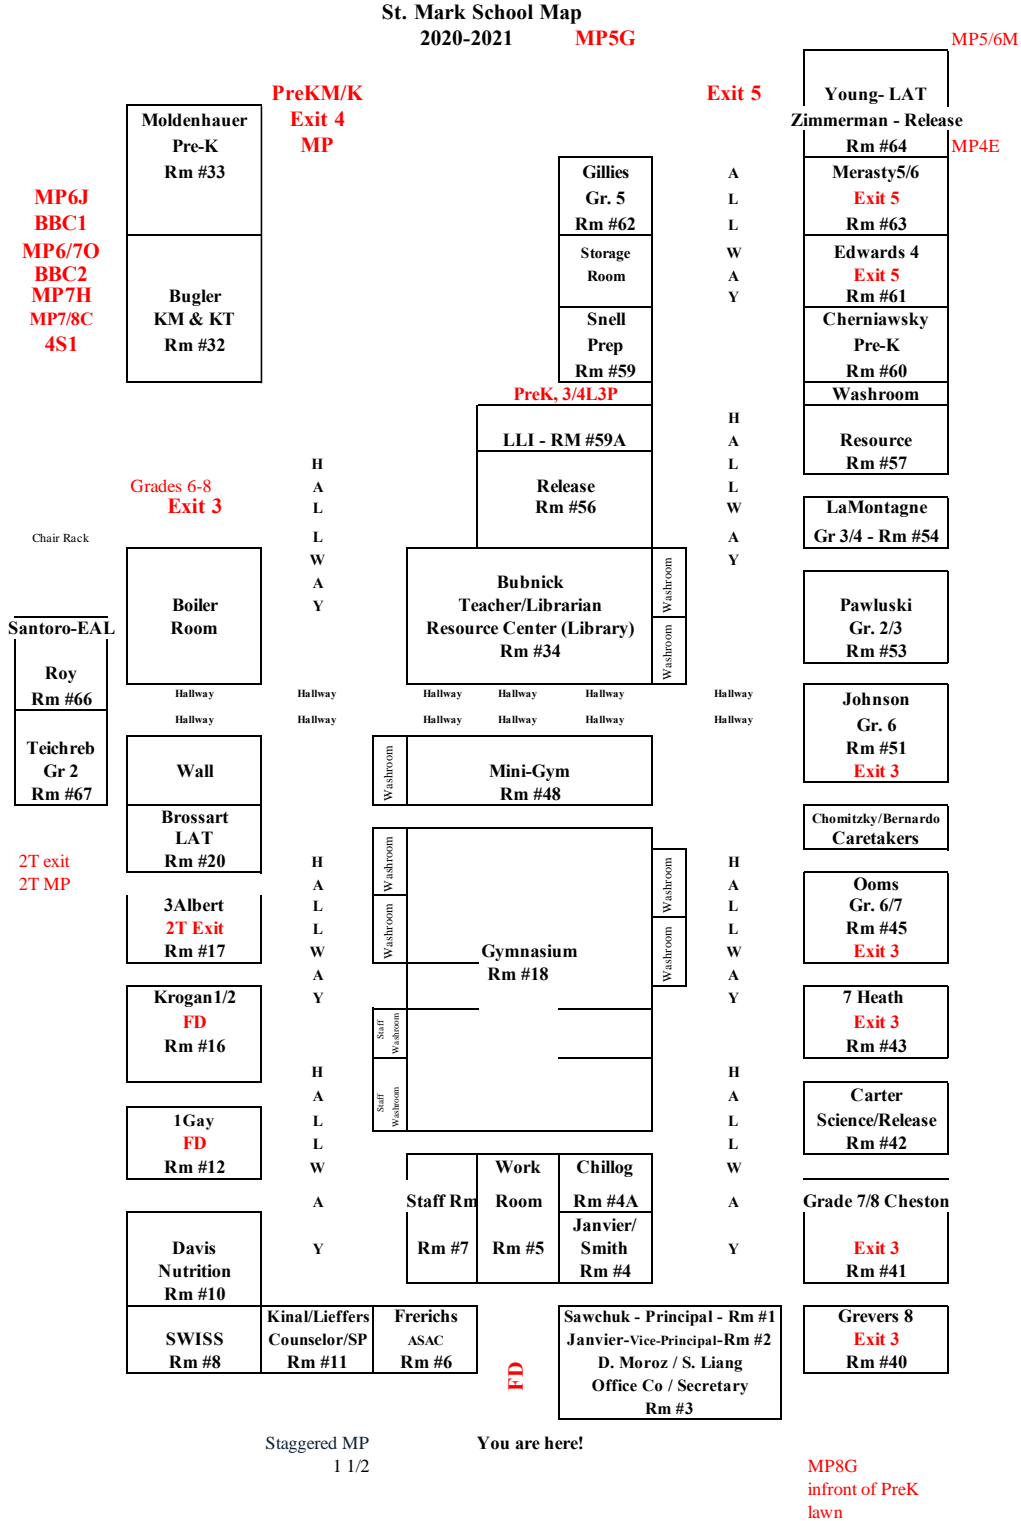 St. Mark School Map
2020-2021 MP5G
MP5/6M
PreKM/K
Exit 4
MP
Exit 5
Young- LAT
Zimmerman - Release
Rm #64
MP4E
Moldenhauer
Pre-K
Rm #33
Gillies
Gr. 5
Rm #62
A
L
L
W
A
Y
Merasty5/6
Exit 5
Rm #63
MP6J
BBC1
MP6/7O
BBC2
MP7H
MP7/8C
4S1
Bugler
KM & KT
Rm #32
Storage
Room
Edwards 4
Exit 5
Rm #61
Snell
Prep
Rm #59
Cherniawsky
Pre-K
Rm #60
PreK, 3/4L3P
Washroom
LLI - RM #59A
H
A
L
L
W
A
Y
Resource
Rm #57
Grades 6-8
Exit 3
H
A
L
L
W
A
Y
Release
Rm #56
LaMontagne
Gr 3/4 - Rm #54
Chair Rack
Boiler
Room
Bubnick
Teacher/Librarian
Resource Center (Library)
Rm #34
Washroom
Washroom
Pawluski
Gr. 2/3
Rm #53
Santoro-EAL
Roy
Rm #66
Hallway Hallway Hallway Hallway Hallway Hallway
Hallway Hallway Hallway Hallway Hallway Hallway
Johnson
Gr. 6
Rm #51
Exit 3
Teichreb
Gr 2
Rm #67
Wall
Washroom
Mini-Gym
Rm #48
Brossart
LAT
Rm #20
Chomitzky/Bernardo
Caretakers
2T exit
2T MP
H
A
L
L
W
A
Y
Washroom
Washroom
Washroom
Washroom
H
A
L
L
W
A
Y
Ooms
Gr. 6/7
Rm #45
Exit 3
3Albert
2T Exit
Rm #17
Gymnasium
Rm #18
Krogan1/2
FD
Rm #16
Staff
Washroom
Staff
Washroom
7 Heath
Exit 3
Rm #43
H
A
L
L
W
A
Y
H
A
L
L
W
A
Y
Carter
Science/Release
Rm #42
1Gay
FD
Rm #12
Staff Rm
Rm #7
Work
Room
Rm #5
Chillog
Rm #4A
Janvier/
Smith
Rm #4
Grade 7/8 Cheston
Exit 3
Rm #41
Davis
Nutrition
Rm #10
SWISS
Rm #8
Kinal/Lieffers
Counselor/SP
Rm #11
Frerichs
ASAC
Rm #6
FD
Sawchuk - Principal - Rm #1
Janvier-Vice-Principal-Rm #2
D. Moroz / S. Liang
Office Co / Secretary
Rm #3
Grevers 8
Exit 3
Rm #40
Staggered MP
1 1/2
You are here!
MP8G
infront of PreK
lawn